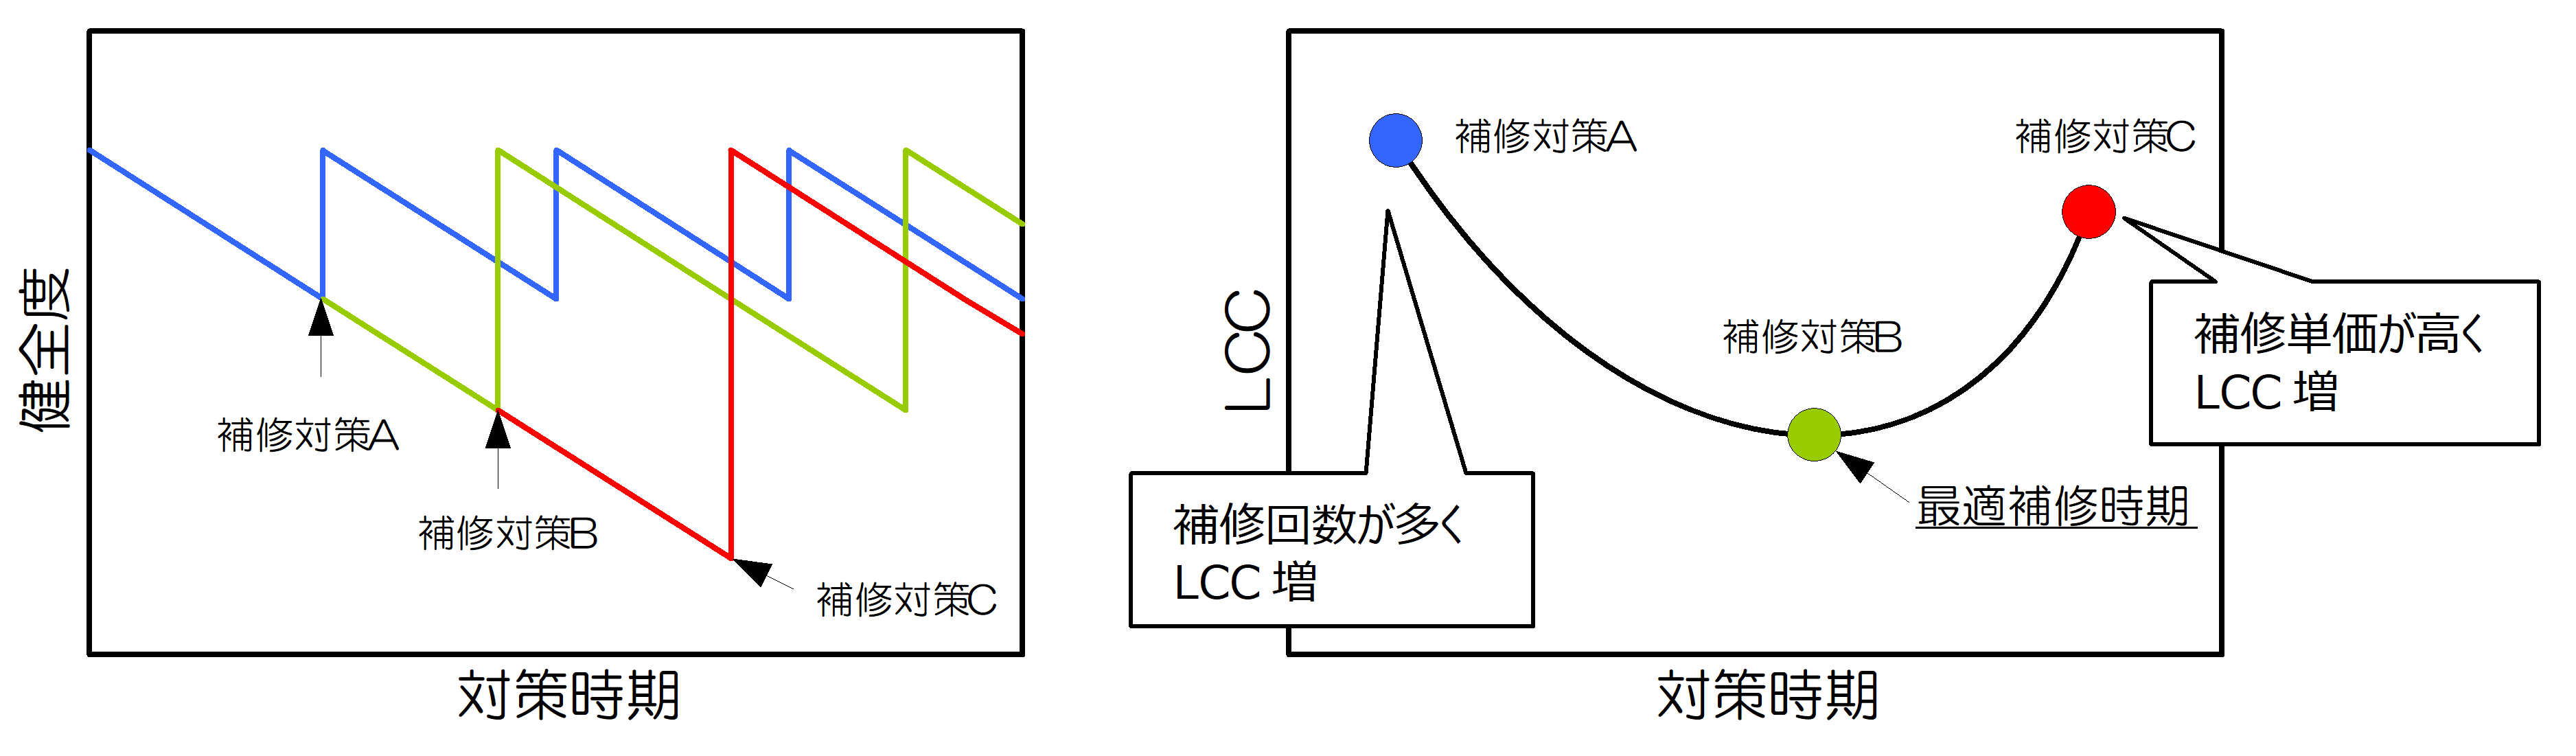 健全度
補修対策A
補修対策B
補修対策C
対策時期
LCC
補修対策A
補修対策C
補修対策B
補修単価が高く
LCC 増
補修回数が多く
LCC 増
最適補修時期
対策時期